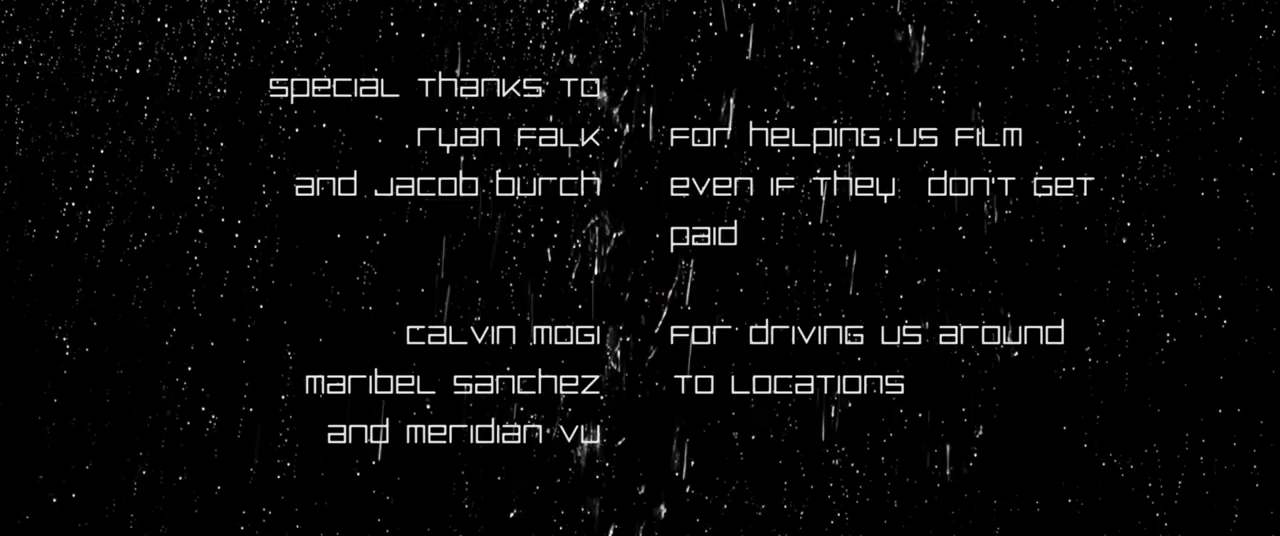 special thanks to
ryan falk
and jacob burch
for helping us film
even if they don't get
paid
calvin mogi
maribel sanchez
and meridian vu
for driving us around
to locations